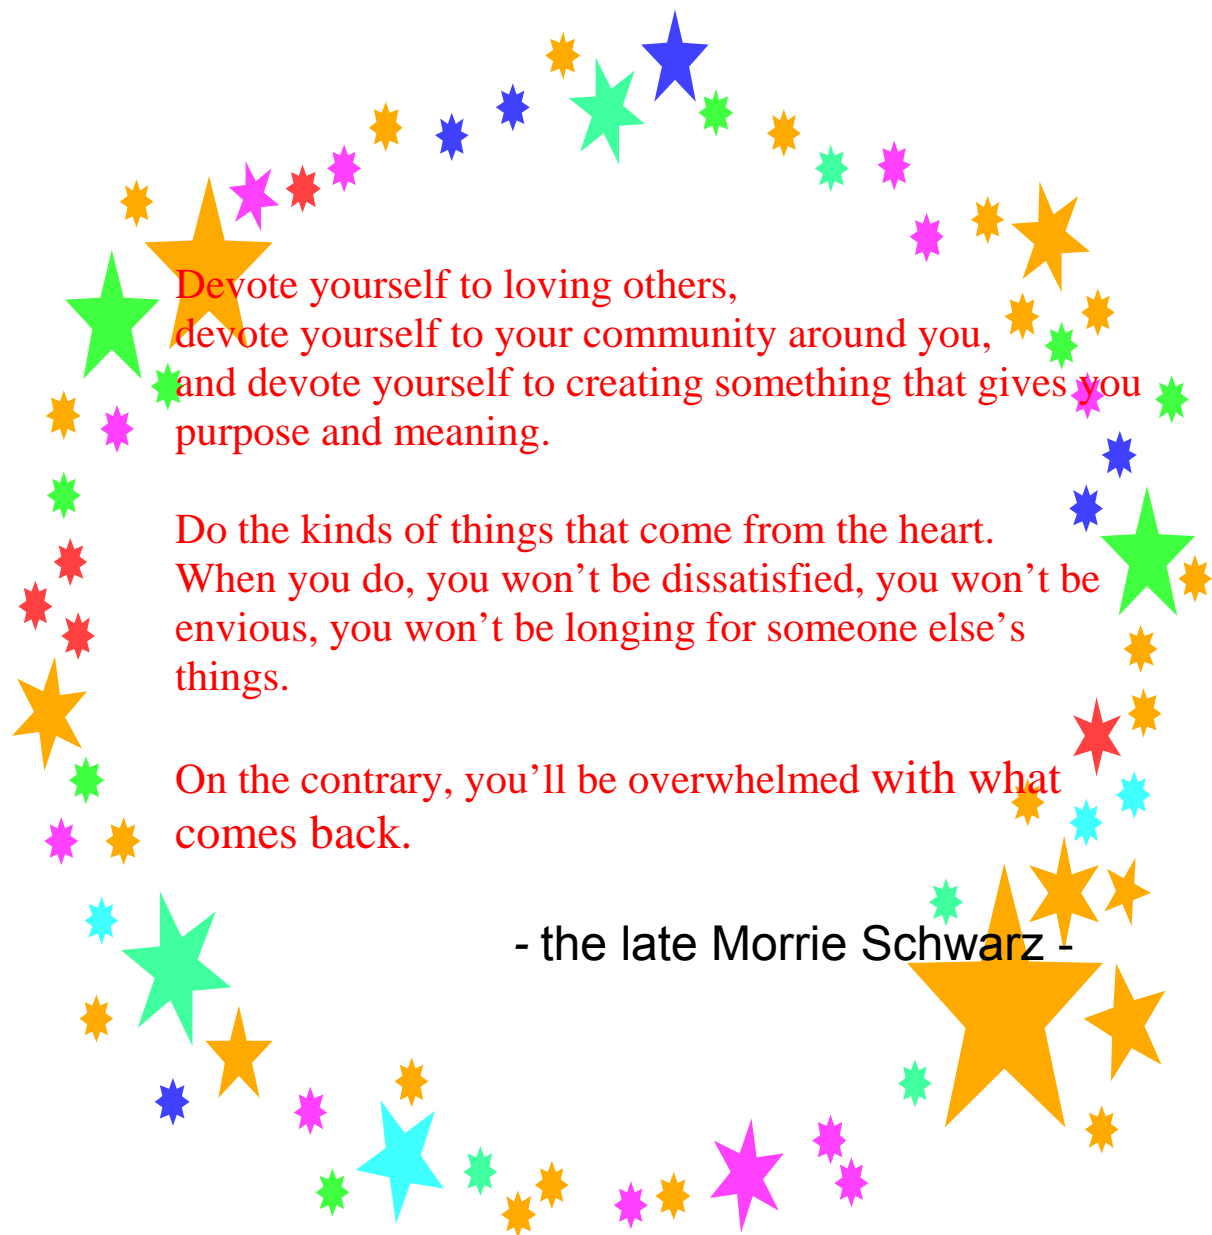 Devote yourself to loving others,
devote yourself to your community around you,
and devote yourself to creating something that gives you
purpose and meaning.
Do the kinds of things that come from the heart.
When you do, you won’t be dissatisfied, you won’t be
envious, you won’t be longing for someone else’s
things.
On the contrary, you’ll be overwhelmed with what
comes back.
- the late Morrie Schwarz -